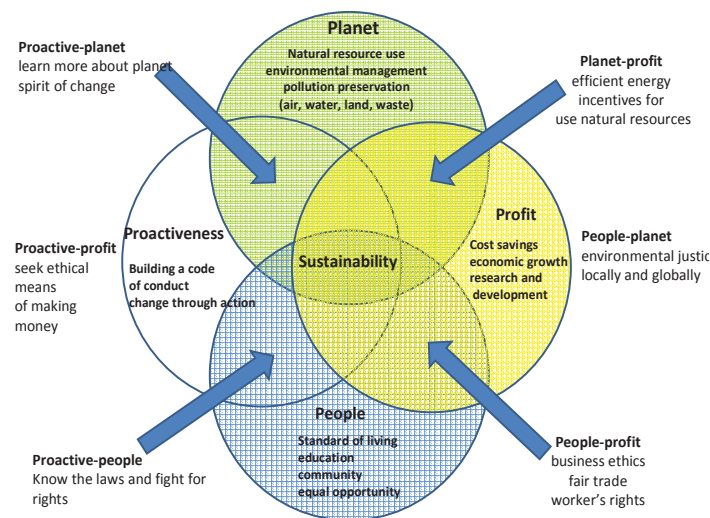 Planet
Natural resource use
environmental management
pollution preservation
(air, water, land, waste)
Proactive-planet
learn more about planet
spirit of change
Planet-profit
efficient energy
incentives for
use natural resources
Proactiveness
Building a code
of conduct
change through action
Sustainability
Profit
Cost savings
economic growth
research and
development
Proactive-profit
seek ethical
means
of making
money
People-planet
environmental justic
locally and globally
People
Standard of living
education
community
equal opportunity
Proactive-people
Know the laws and fight for
rights
People-profit
business ethics
fair trade
worker's rights